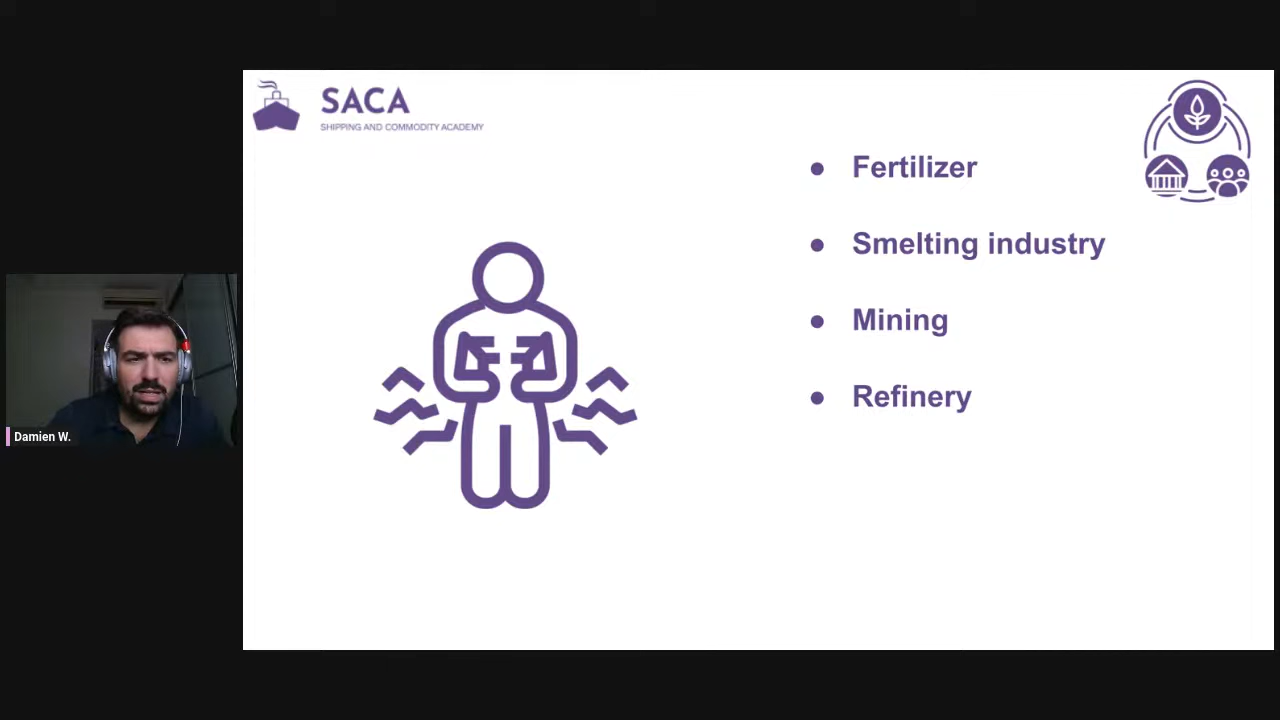 SACA
SHIPPING AND COMMODITY ACADEMY
● Fertilizer
● Smelting industry
● Mining
● Refinery
Damien W.